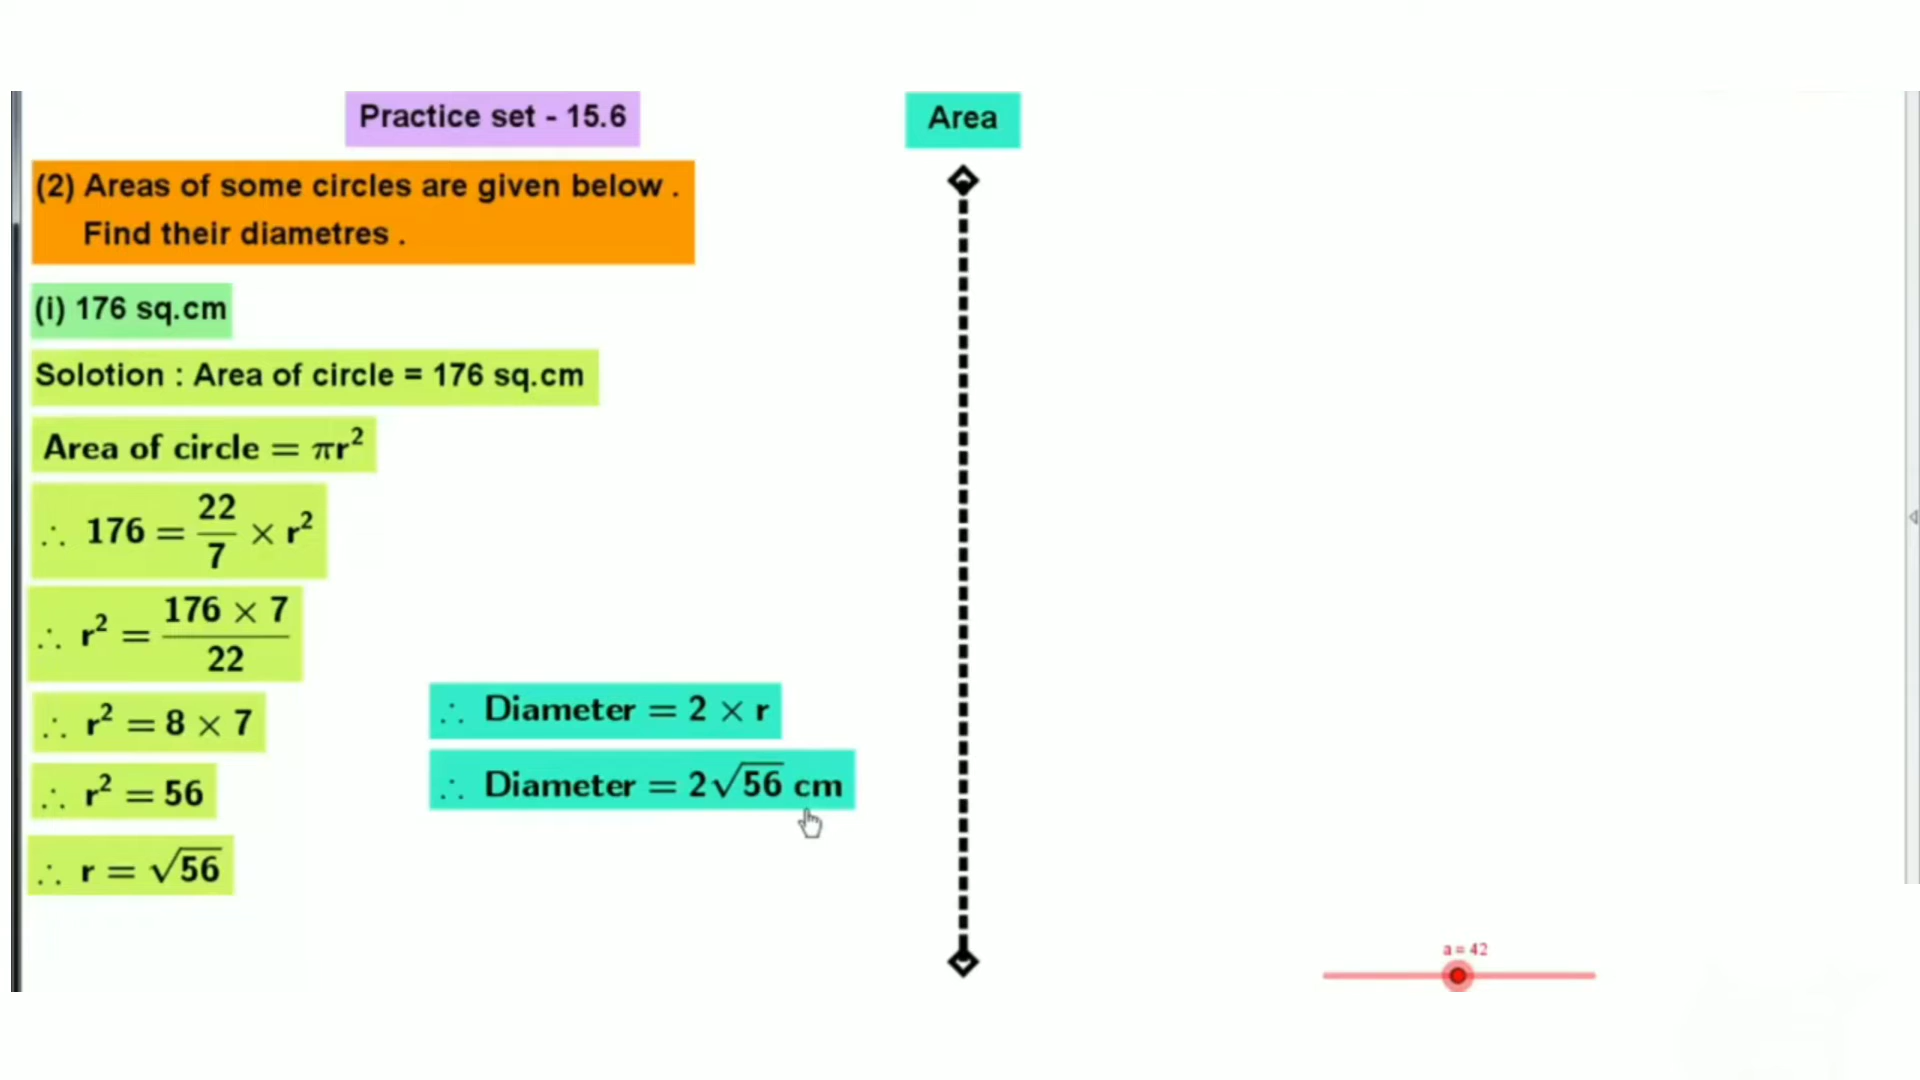 Practice set - 15.6
Area
(2) Areas of some circles are given below .
Find their diametres .
(i) 176 sq.cm
Solotion : Area of circle = 176 sq.cm
Area of circle = πr²
∴ 176 = 22/7 × r²
∴ r² = (176 × 7)/22
∴ r² = 8 × 7
∴ r² = 56
∴ r = √56
∴ Diameter = 2 × r
∴ Diameter = 2√56 cm
a = 42